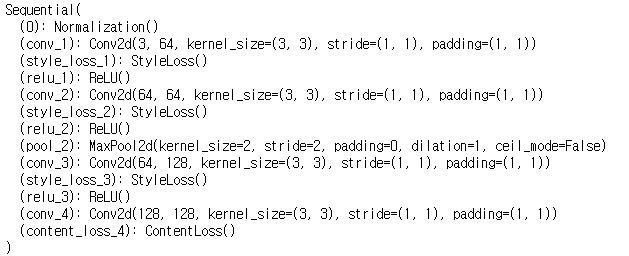 Sequential(
  (0): Normalization()
  (conv_1): Conv2d(3, 64, kernel_size=(3, 3), stride=(1, 1), padding=(1, 1))
  (style_loss_1): StyleLoss()
  (relu_1): ReLU()
  (conv_2): Conv2d(64, 64, kernel_size=(3, 3), stride=(1, 1), padding=(1, 1))
  (style_loss_2): StyleLoss()
  (relu_2): ReLU()
  (pool_2): MaxPool2d(kernel_size=2, stride=2, padding=0, dilation=1, ceil_mode=False)
  (conv_3): Conv2d(64, 128, kernel_size=(3, 3), stride=(1, 1), padding=(1, 1))
  (style_loss_3): StyleLoss()
  (relu_3): ReLU()
  (conv_4): Conv2d(128, 128, kernel_size=(3, 3), stride=(1, 1), padding=(1, 1))
  (content_loss_4): ContentLoss()
)